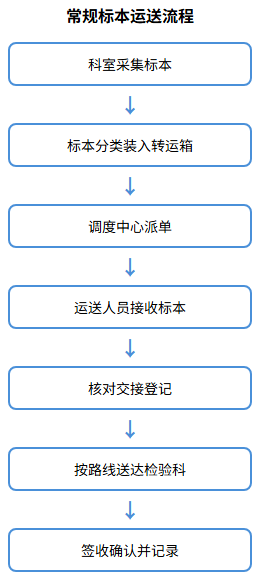 常规标本运送流程
科室采集标本
标本分类装入转运箱
调度中心派单
运送人员接收标本
核对交接登记
按路线送达检验科
签收确认并记录